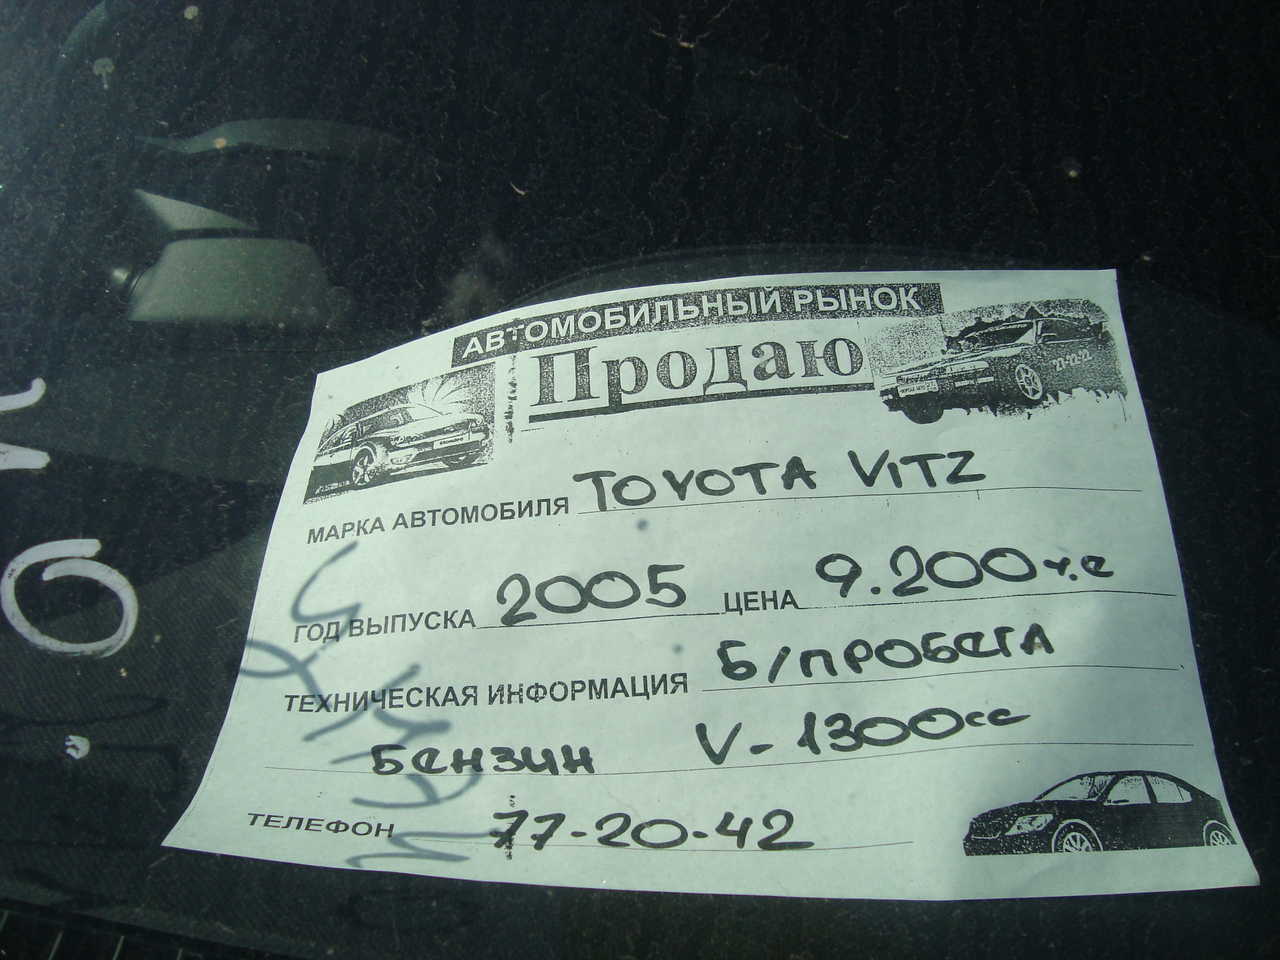 АВТОМОБИЛЬНЫЙ РЫНОК
Продаю
МАРКА АВТОМОБИЛЯ TOYOTA VITZ
ГОД ВЫПУСКА 2005 ЦЕНА 9.200 у.е
ТЕХНИЧЕСКАЯ ИНФОРМАЦИЯ Б/ПРОБЕГА
БЕНЗИН V-1300cc
ТЕЛЕФОН 77-20-42